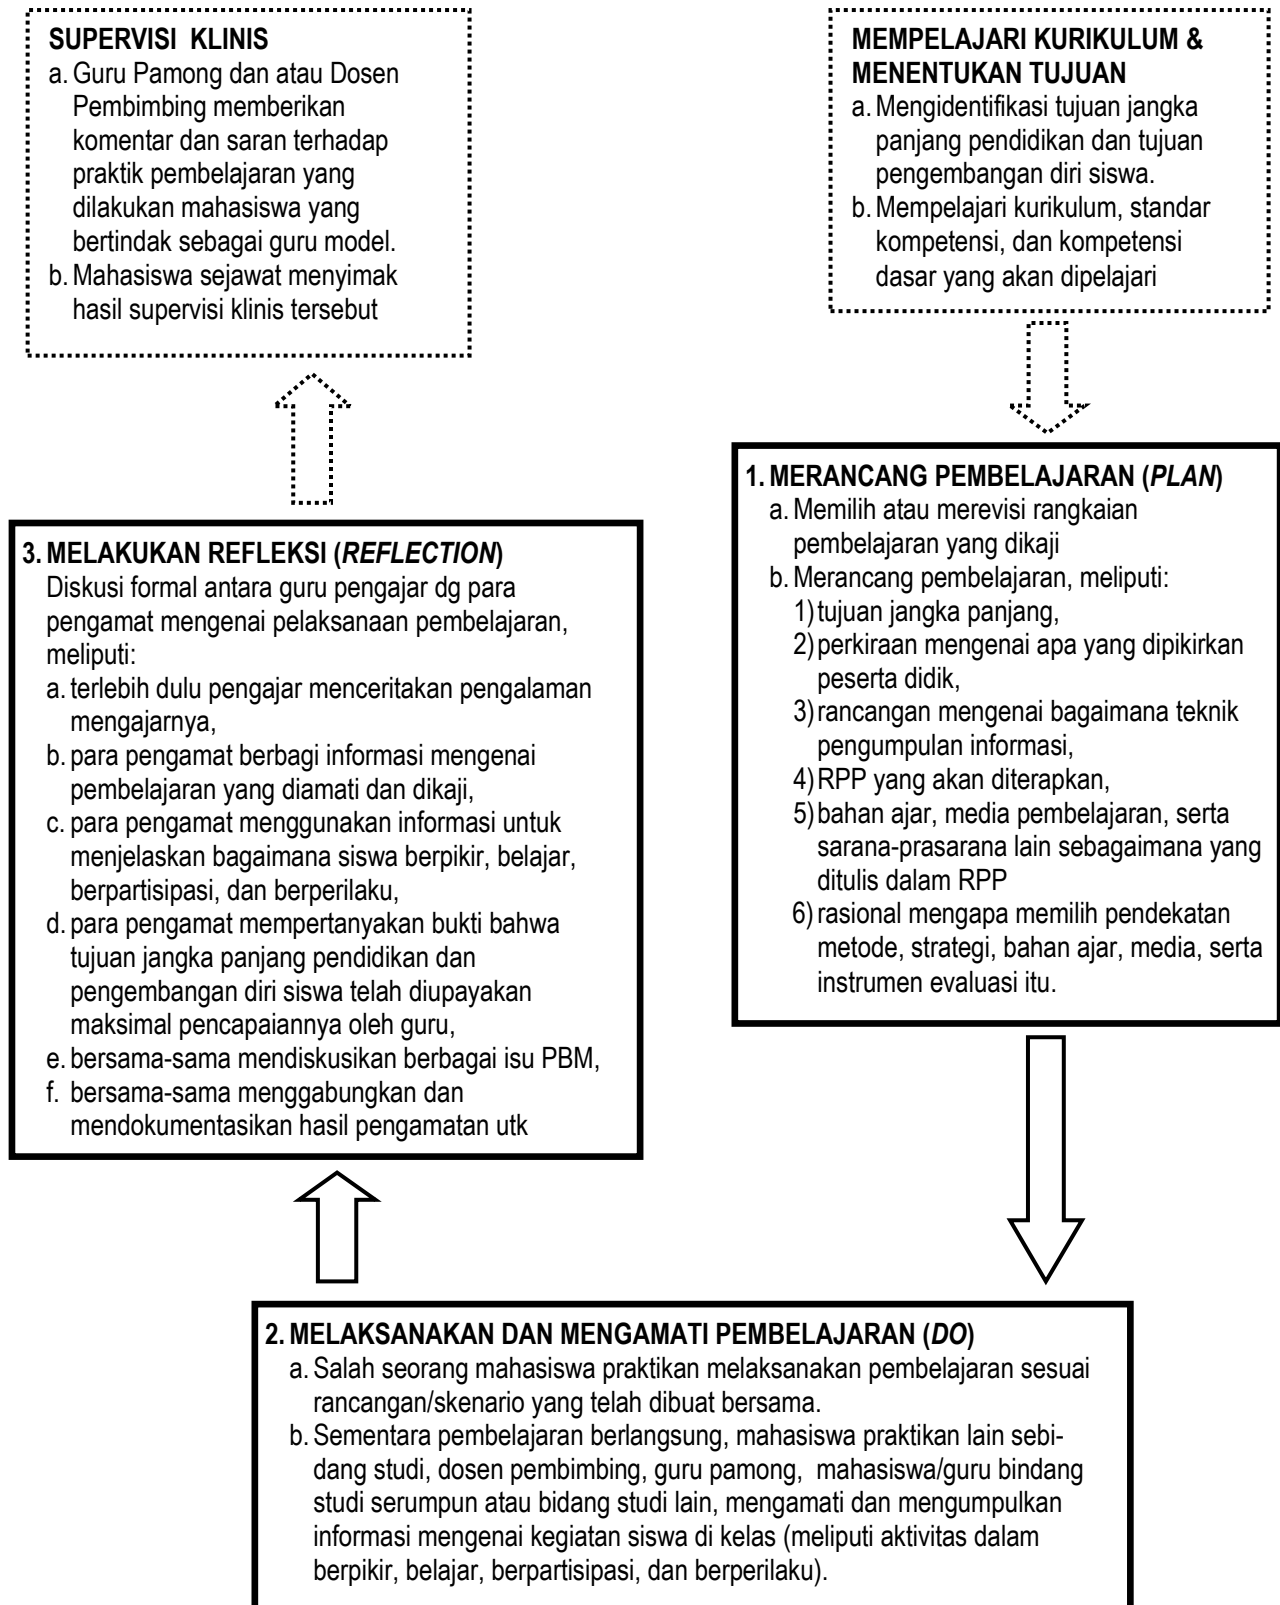 SUPERVISI KLINIS
a. Guru Pamong dan atau Dosen
Pembimbing memberikan
komentar dan saran terhadap
praktik pembelajaran yang
dilakukan mahasiswa yang
bertindak sebagai guru model.
b. Mahasiswa sejawat menyimak
hasil supervisi klinis tersebut
MEMPELAJARI KURIKULUM &
MENENTUKAN TUJUAN
a. Mengidentifikasi tujuan jangka
panjang pendidikan dan tujuan
pengembangan diri siswa.
b. Mempelajari kurikulum, standar
kompetensi, dan kompetensi
dasar yang akan dipelajari
1. MERANCANG PEMBELAJARAN (PLAN)
a. Memilih atau merevisi rangkaian
pembelajaran yang dikaji
b. Merancang pembelajaran, meliputi:
1) tujuan jangka panjang,
2) perkiraan mengenai apa yang dipikirkan
peserta didik,
3) rancangan mengenai bagaimana teknik
pengumpulan informasi,
4) RPP yang akan diterapkan,
5) bahan ajar, media pembelajaran, serta
sarana-prasarana lain sebagaimana yang
ditulis dalam RPP
6) rasional mengapa memilih pendekatan
metode, strategi, bahan ajar, media, serta
instrumen evaluasi itu.
3. MELAKUKAN REFLEKSI (REFLECTION)
Diskusi formal antara guru pengajar dg para
pengamat mengenai pelaksanaan pembelajaran,
meliputi:
a. terlebih dulu pengajar menceritakan pengalaman
mengajarnya,
b. para pengamat berbagi informasi mengenai
pembelajaran yang diamati dan dikaji,
c. para pengamat menggunakan informasi untuk
menjelaskan bagaimana siswa berpikir, belajar,
berpartisipasi, dan berperilaku,
d. para pengamat mempertanyakan bukti bahwa
tujuan jangka panjang pendidikan dan
pengembangan diri siswa telah diupayakan
maksimal pencapaiannya oleh guru,
e. bersama-sama mendiskusikan berbagai isu PBM,
f. bersama-sama menggabungkan dan
mendokumentasikan hasil pengamatan utk
2. MELAKSANAKAN DAN MENGAMATI PEMBELAJARAN (DO)
a. Salah seorang mahasiswa praktikan melaksanakan pembelajaran sesuai
rancangan/skenario yang telah dibuat bersama.
b. Sementara pembelajaran berlangsung, mahasiswa praktikan lain sebi-
dang studi, dosen pembimbing, guru pamong, mahasiswa/guru bindang
studi serumpun atau bidang studi lain, mengamati dan mengumpulkan
informasi mengenai kegiatan siswa di kelas (meliputi aktivitas dalam
berpikir, belajar, berpartisipasi, dan berperilaku).